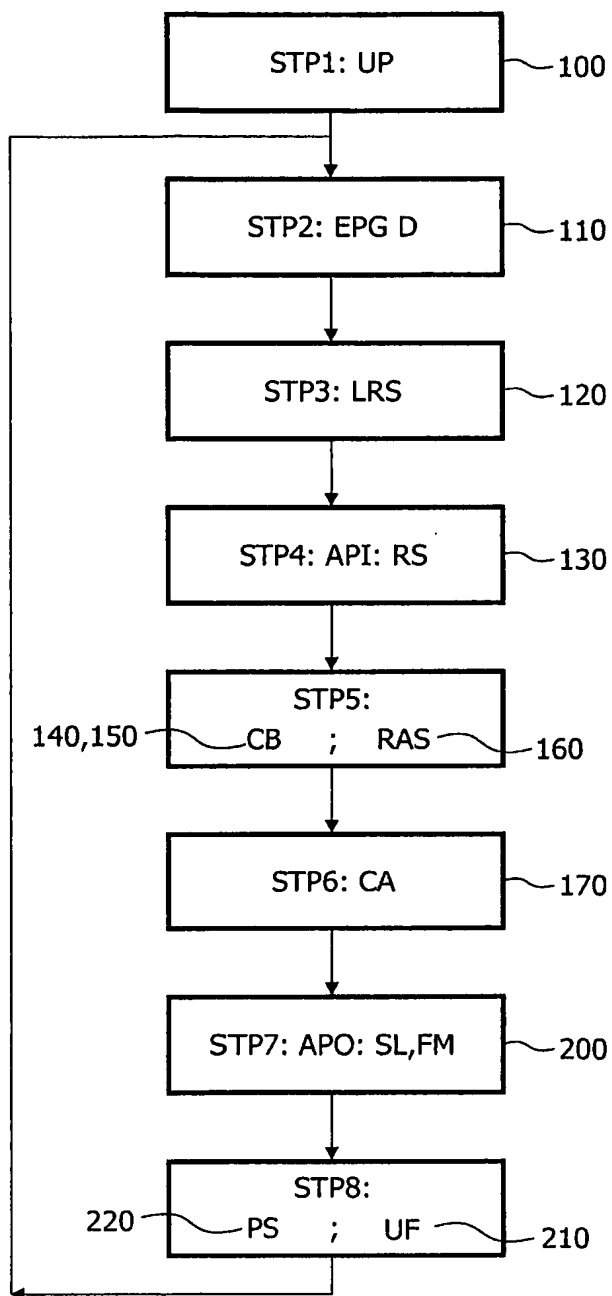 STP1: UP
100
STP2: EPG D
110
STP3: LRS
120
STP4: API: RS
130
STP5:
140,150 CB ; RAS 160
STP6: CA
170
STP7: APO: SL,FM
200
STP8:
220 PS ; UF 210